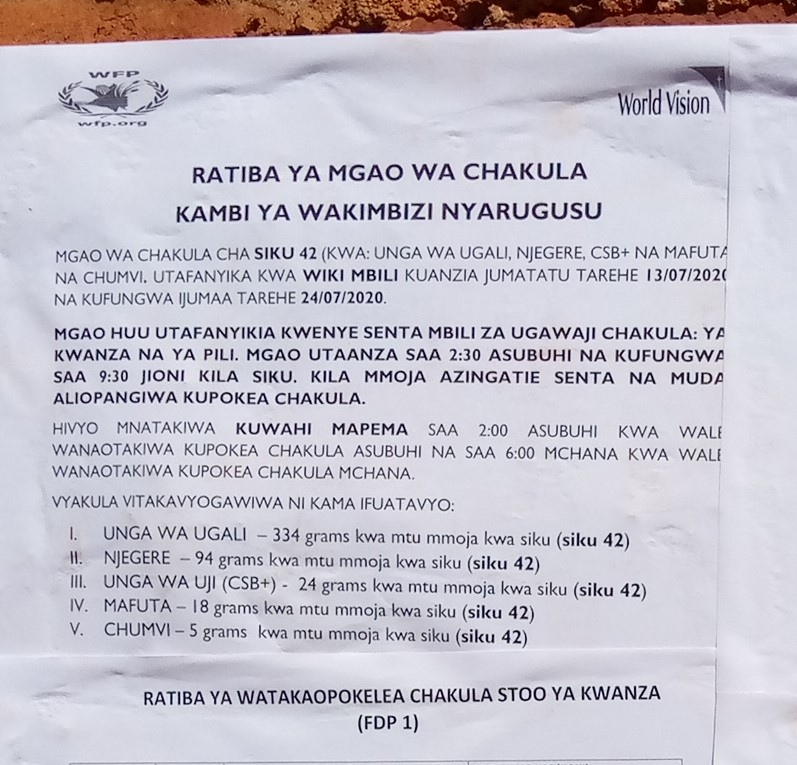 WFP
wfp.org
World Vision
RATIBA YA MGAO WA CHAKULA
KAMBI YA WAKIMBIZI NYARUGUSU
MGAO WA CHAKULA CHA SIKU 42 (KWA: UNGA WA UGALI, NJEGERE, CSB+ NA MAFUTA
NA CHUMVI. UTAFANYIKA KWA WIKI MBILI KUANZIA JUMATATU TAREHE 13/07/2020
NA KUFUNGWA IJUMAA TAREHE 24/07/2020.
MGAO HUU UTAFANYIKIA KWENYE SENTA MBILI ZA UGAWAJI CHAKULA: YA
KWANZA NA YA PILI. MGAO UTAANZA SAA 2:30 ASUBUHI NA KUFUNGWA
SAA 9:30 JIONI KILA SIKU. KILA MMOJA AZINGATIE SENTA NA MUDA
ALIOPANGIWA KUPOKEA CHAKULA.
HIVYO MNATAKIWA KUWAHI MAPEMA SAA 2:00 ASUBUHI KWA WALE
WANAOTAKIWA KUPOKEA CHAKULA ASUBUHI NA SAA 6:00 MCHANA KWA WALE
WANAOTAKIWA KUPOKEA CHAKULA MCHANA.
VYAKULA VITAKAVYOGAWIWA NI KAMA IFUATAVYO:
I. UNGA WA UGALI – 334 grams kwa mtu mmoja kwa siku (siku 42)
II. NJEGERE – 94 grams kwa mtu mmoja kwa siku (siku 42)
III. UNGA WA UJI (CSB+) - 24 grams kwa mtu mmoja kwa siku (siku 42)
IV. MAFUTA – 18 grams kwa mtu mmoja kwa siku (siku 42)
V. CHUMVI – 5 grams kwa mtu mmoja kwa siku (siku 42)
RATIBA YA WATAKAOPOKELEA CHAKULA STOO YA KWANZA
(FDP 1)